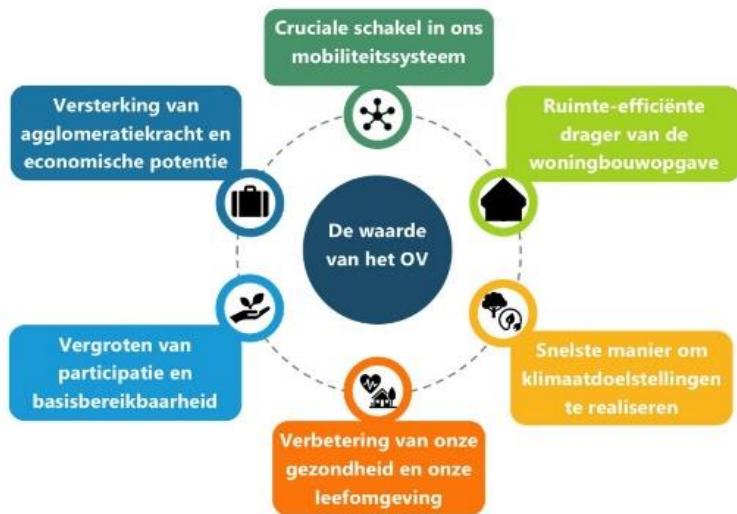 Cruciale schakel in ons
mobiliteitssysteem
Versterking van
agglomeratiekracht en
economische potentie
Ruimte-efficiënte
drager van de
woningbouwopgave
De waarde
van het OV
Vergroten van
participatie en
basisbereikbaarheid
Snelste manier om
klimaatdoelstellingen
te realiseren
Verbetering van onze
gezondheid en onze
leefomgeving